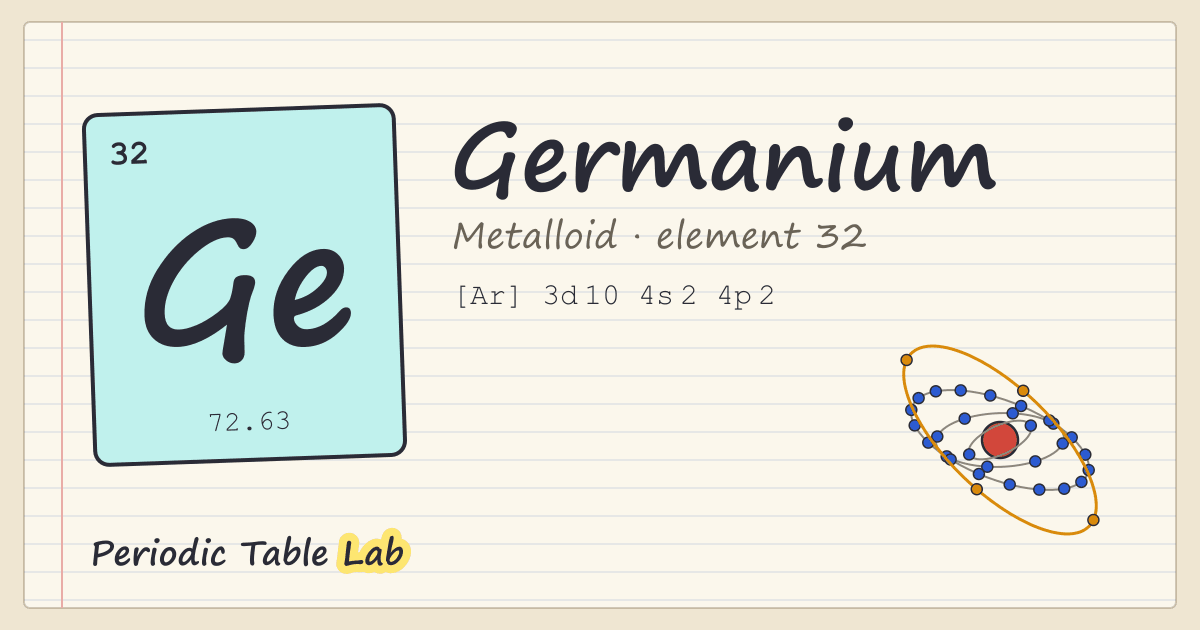 32
Ge
72.63
Germanium
Metalloid · element 32
[Ar] 3d10 4s2 4p2
Periodic Table Lab